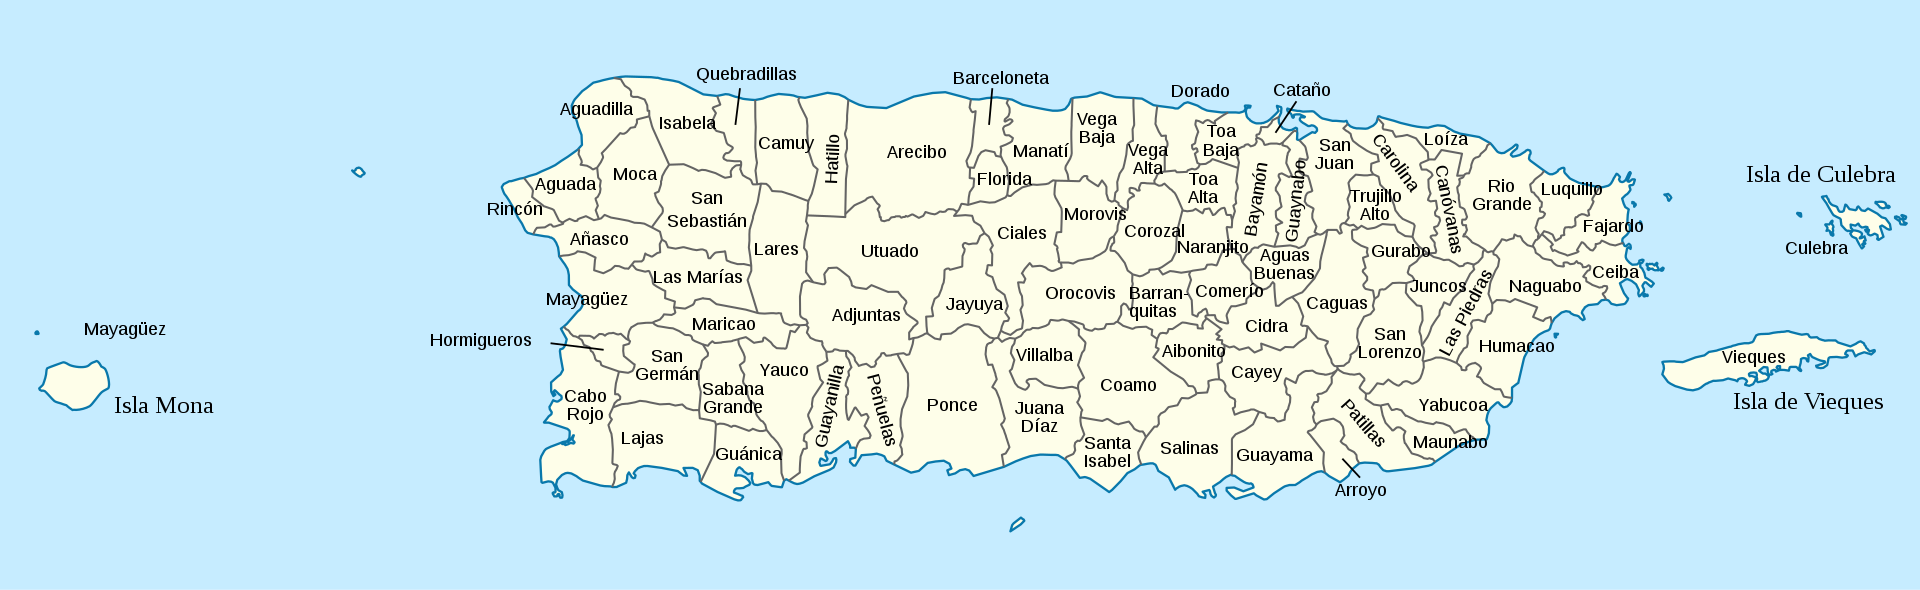 Quebradillas
Barceloneta
Dorado
Cataño
Aguadilla
Isabela
Camuy
Hatillo
Arecibo
Manatí
Vega
Baja
Vega
Alta
Toa
Baja
San
Juan
Carolina
Loíza
Moca
Aguada
Rincón
San
Sebastián
Florida
Toa
Alta
Bayamón
Guaynabo
Trujillo
Alto
Canóvanas
Rio
Grande
Luquillo
Fajardo
Isla de Culebra
Culebra
Añasco
Lares
Utuado
Ciales
Morovis
Corozal
Naranjito
Aguas
Buenas
Gurabo
Ceiba
Las Marías
Mayagüez
Jayuya
Orocovis
Barran-
quitas
Comerío
Caguas
Juncos
Las Piedras
Naguabo
Mayagüez
Isla Mona
Hormigueros
Maricao
Adjuntas
Cidra
San
Lorenzo
Humacao
San
Germán
Yauco
Villalba
Aibonito
Cayey
Vieques
Isla de Vieques
Cabo
Rojo
Sabana
Grande
Guayanilla
Peñuelas
Ponce
Juana
Díaz
Coamo
Patillas
Yabucoa
Maunabo
Lajas
Guánica
Santa
Isabel
Salinas
Guayama
Arroyo